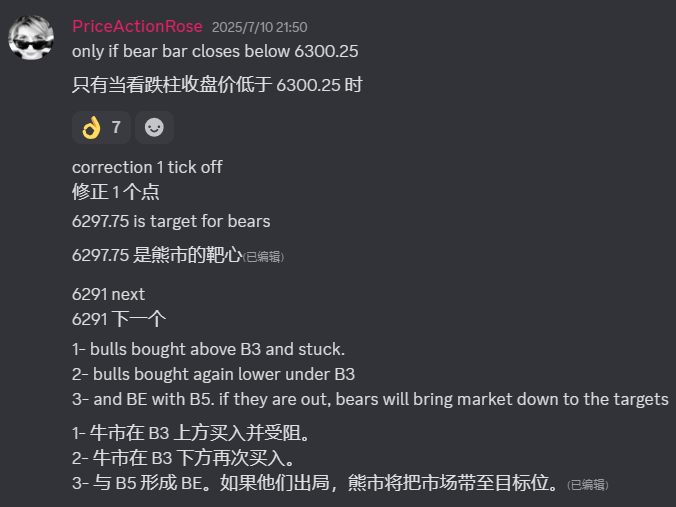 PriceActionRose 2025/7/10 21:50
only if bear bar closes below 6300.25
只有当看跌柱收盘价低于 6300.25 时
👌 7
correction 1 tick off
修正 1 个点
6297.75 is target for bears
6297.75 是熊市的靶心(已编辑)
6291 next
6291 下一个
1- bulls bought above B3 and stuck.
2- bulls bought again lower under B3
3- and BE with B5. if they are out, bears will bring market down to the targets
1- 牛市在 B3 上方买入并受阻。
2- 牛市在 B3 下方再次买入。
3- 与 B5 形成 BE。如果他们出局，熊市将把市场带至目标位。(已编辑)